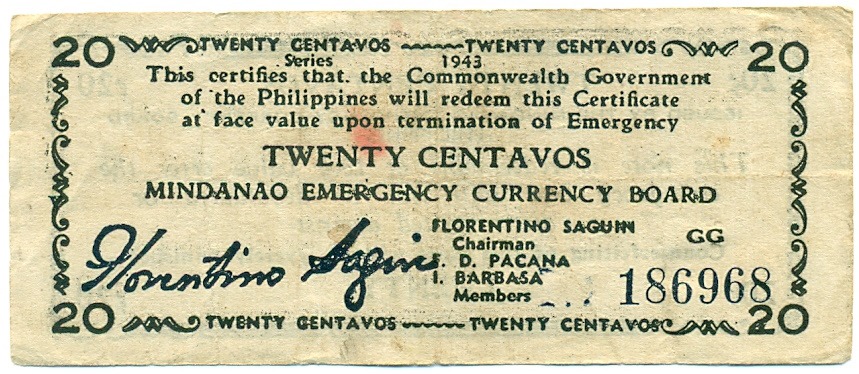 20 TWENTY CENTAVOS TWENTY CENTAVOS 20
Series 1943
This certifies that the Commonwealth Government
of the Philippines will redeem this Certificate
at face value upon termination of Emergency
TWENTY CENTAVOS
MINDANAO EMERGENCY CURRENCY BOARD
Florentino Saguin
FLORENTINO SAGUIN
Chairman
F. D. PACANA
I. BARBASA
Members
GG
186968
20 TWENTY CENTAVOS TWENTY CENTAVOS 20